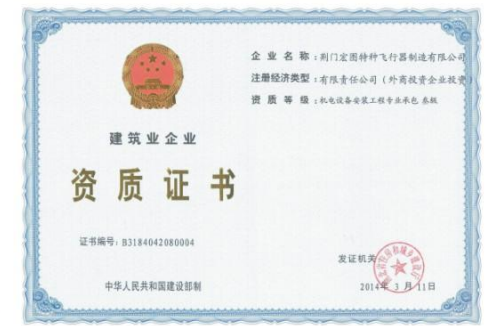 企业名称:荆门宏图特种飞行器制造有限公司
注册经济类型:有限责任公司(外商投资企业投资)
资质等级:机电设备安装工程专业承包 叁级
建筑业企业
资质证书
证书编号:B3184042080004
发证机关
2014年 3 月 11日
中华人民共和国建设部制